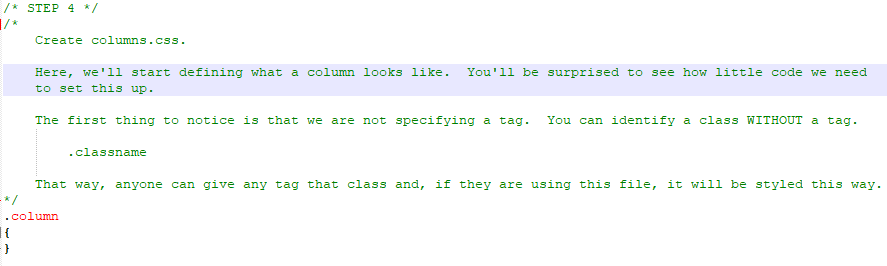 /* STEP 4 */
/*
Create columns.css.
Here, we'll start defining what a column looks like.  You'll be surprised to see how little code we need
to set this up.
The first thing to notice is that we are not specifying a tag.  You can identify a class WITHOUT a tag.
.classname
That way, anyone can give any tag that class and, if they are using this file, it will be styled this way.
*/
.column
{
}